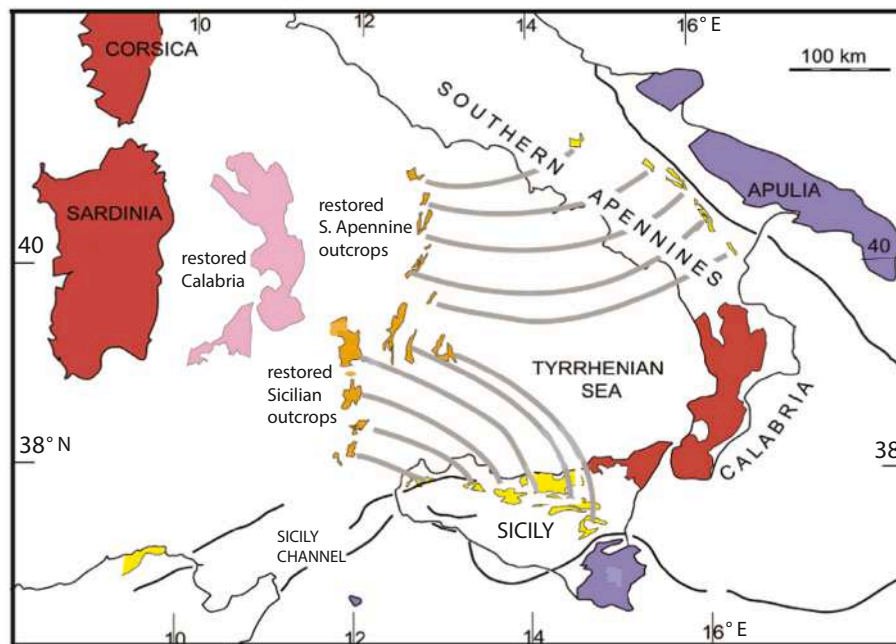 10
12
16° E
CORSICA
100 km
SOUTHERN
APENNINES
SARDINIA
restored
S. Apennine
outcrops
APULIA
restored
Calabria
40
14
40
TYRRHENIAN
SEA
restored
Sicilian
outcrops
CALABRIA
38° N
38
SICILY
SICILY
CHANNEL
10
12
14
16° E